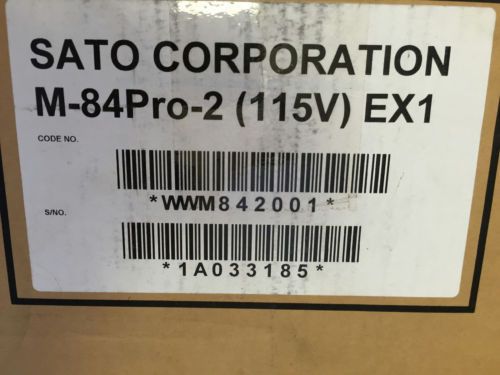 SATO CORPORATION
M-84Pro-2 (115V) EX1
CODE NO.
*WWM842001*
S/NO.
*1A033185*